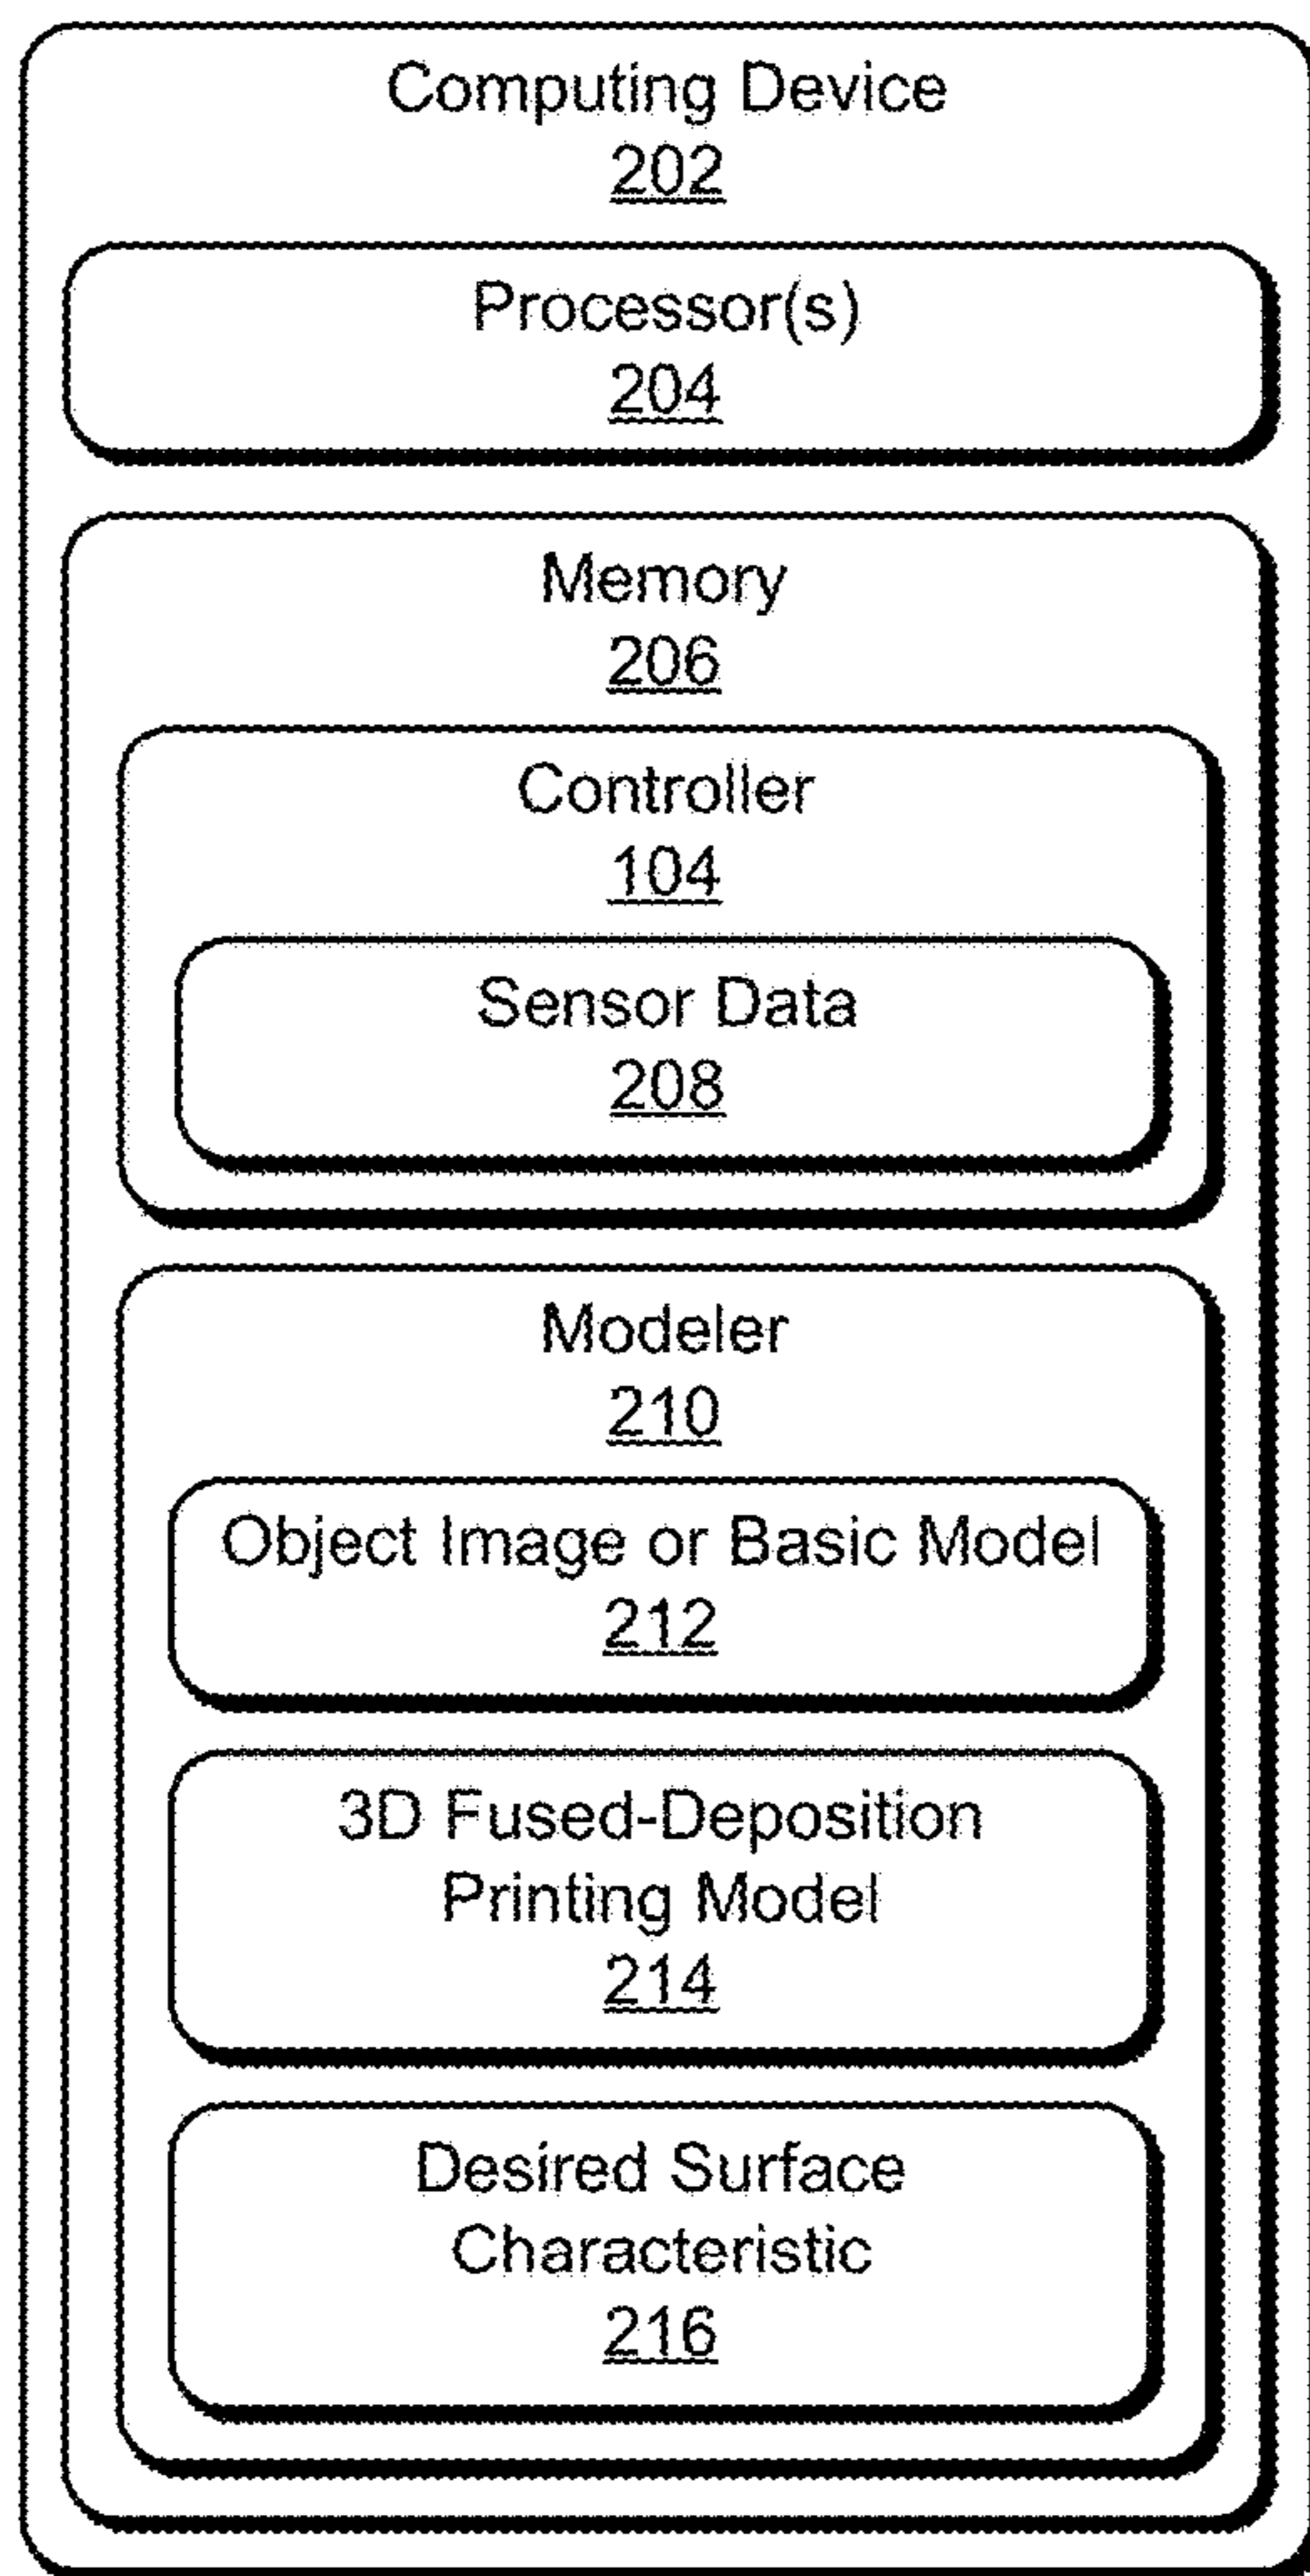 Computing Device
202
Processor(s)
204
Memory
206
Controller
104
Sensor Data
208
Modeler
210
Object Image or Basic Model
212
3D Fused-Deposition
Printing Model
214
Desired Surface
Characteristic
216